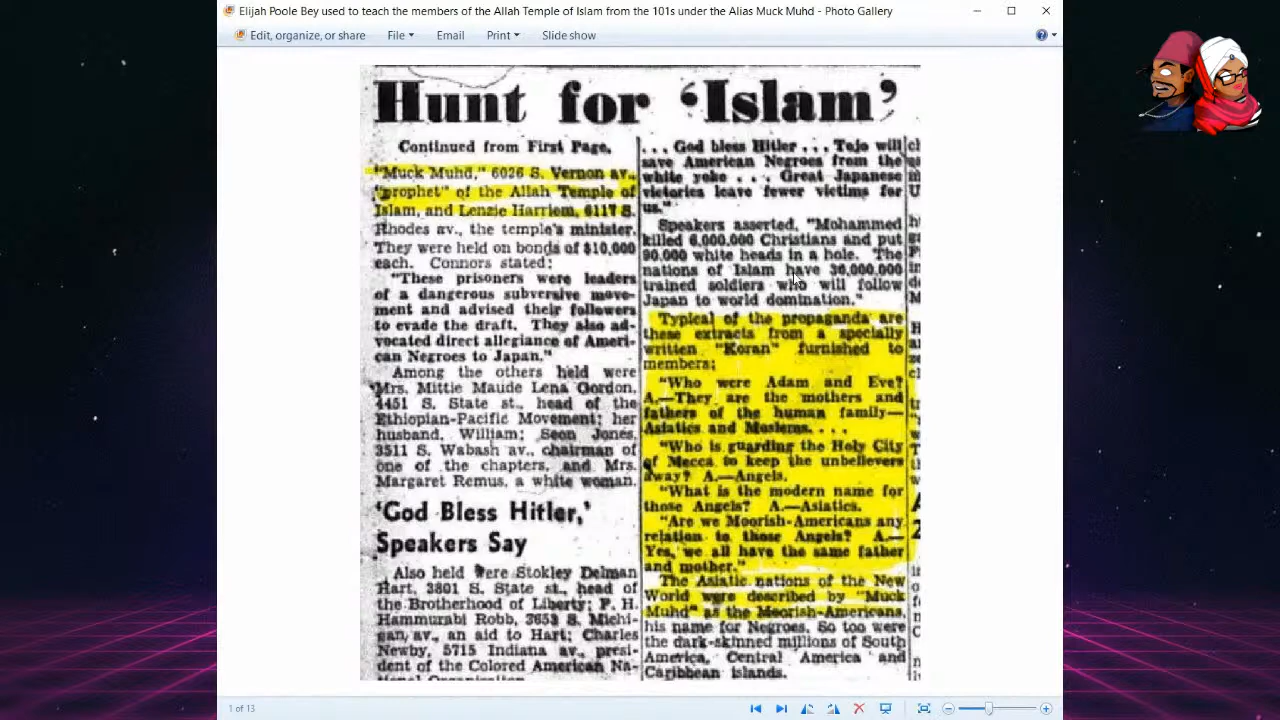 Elijah Poole Bey used to teach the members of the Allah Temple of Islam from the 101s under the Alias Muck Muhd - Photo Gallery
Edit, organize, or share
File
Email
Print
Slide show
Hunt for ‘Islam’
Continued from First Page.
"Muck Muhd," 6026 S. Vernon av.,
"prophet" of the Allah Temple of
Islam, and Lenzie Harriem, 6117 S.
Rhodes av., the temple's minister.
They were held on bonds of $10,000
each. Connors stated:
"These prisoners were leaders
of a dangerous subversive move-
ment and advised their followers
to evade the draft. They also ad-
vocated direct allegiance of Ameri-
can Negroes to Japan."
Among the others held were
Mrs. Mittie Maude Lena Gordon,
4451 S. State st., head of the
Ethiopian-Pacific Movement; her
husband, William; Seon Jones,
3511 S. Wabash av., chairman of
one of the chapters, and Mrs.
Margaret Remus, a white woman.
‘God Bless Hitler,’
Speakers Say
Also held were Stokley Delman
Hart, 3801 S. State st., head of
the Brotherhood of Liberty; F. H.
Hammurabi Robb, 3653 S. Michi-
gan av., an aid to Hart; Charles
Newby, 5715 Indiana av., presi-
dent of the Colored American Na-
tional Organization.
. . . God bless Hitler . . . Tojo will
save American Negroes from the
white yoke . . . Great Japanese
victories leave fewer victims for
us."
Speakers asserted, "Mohammed
killed 6,000,000 Christians and put
90,000 white heads in a hole. The
nations of Islam have 30,000,000
trained soldiers who will follow
Japan to world domination."
Typical of the propaganda are
these extracts from a specially
written "Koran" furnished to
members:
"Who were Adam and Eve?
A.—They are the mothers and
fathers of the human family—
Asiatics and Moslems. . . .
"Who is guarding the Holy City
of Mecca to keep the unbelievers
away? A.—Angels.
"What is the modern name for
those Angels? A.—Asiatics.
"Are we Moorish-Americans any
relation to those Angels? A.—
Yes, we all have the same father
and mother."
The Asiatic nations of the New
World were described by "Muck
Muhd" as the Moorish-Americans,
his name for Negroes. So too were
the dark-skinned millions of South
America, Central America and
Caribbean islands.
1 of 13